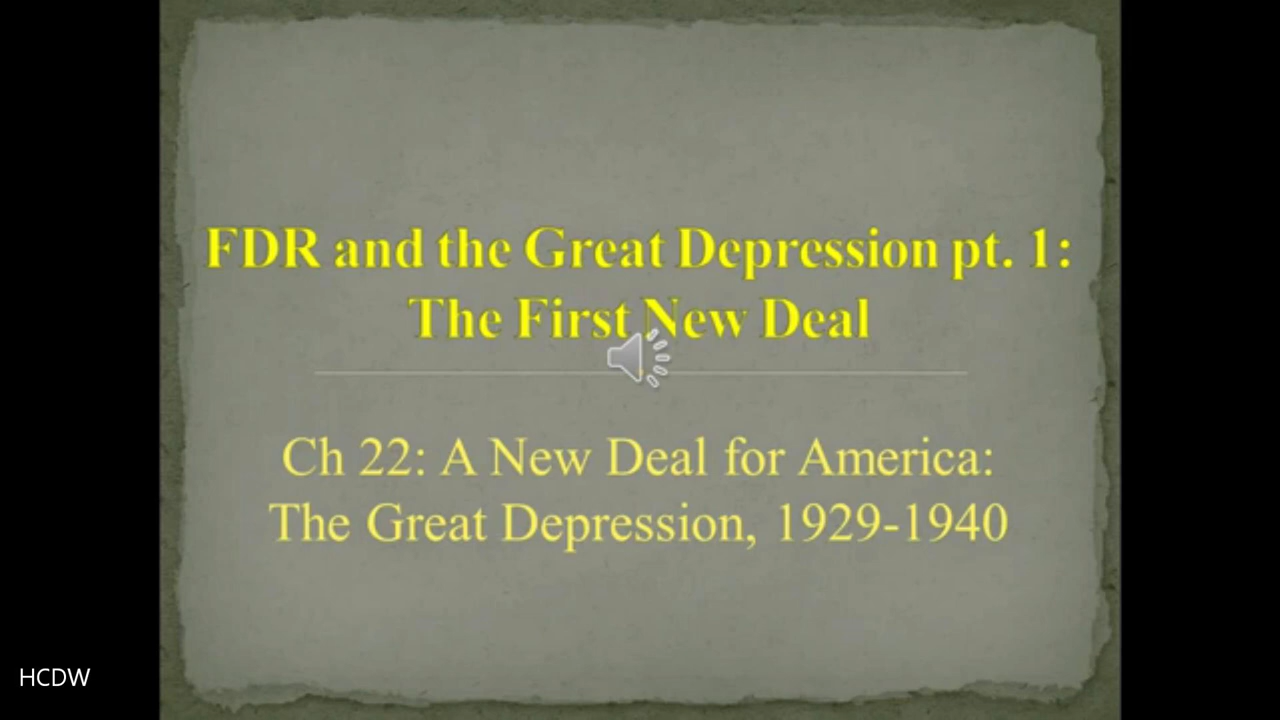 FDR and the Great Depression pt. 1:
The First New Deal
Ch 22: A New Deal for America:
The Great Depression, 1929-1940
HCDW